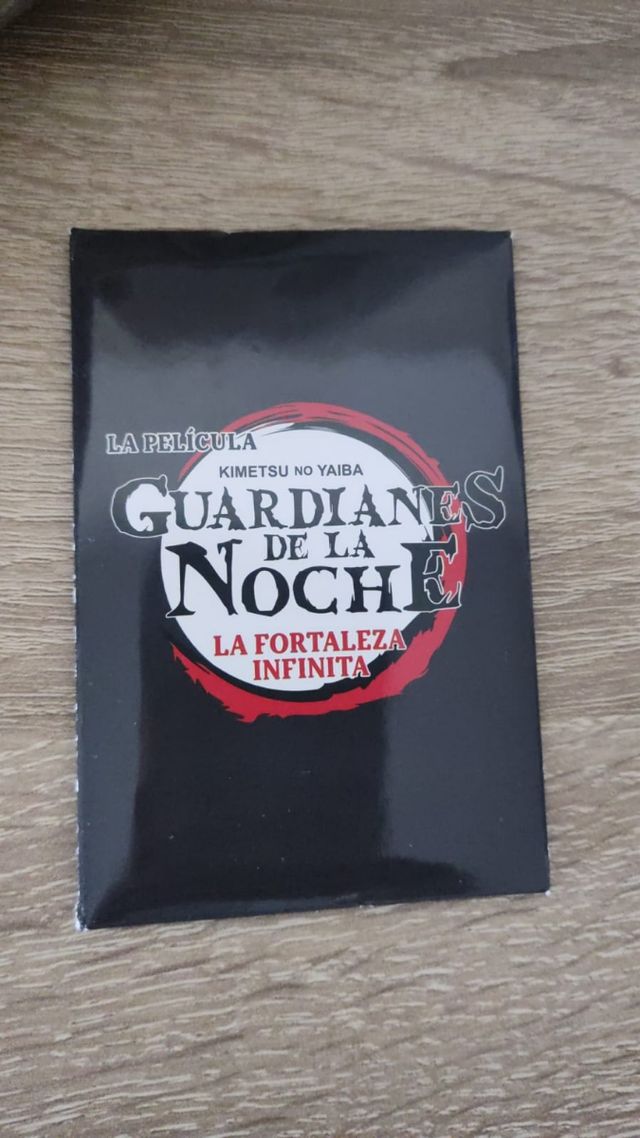 LA PELÍCULA
KIMETSU NO YAIBA
GUARDIANES
DE LA
NOCHE
LA FORTALEZA
INFINITA